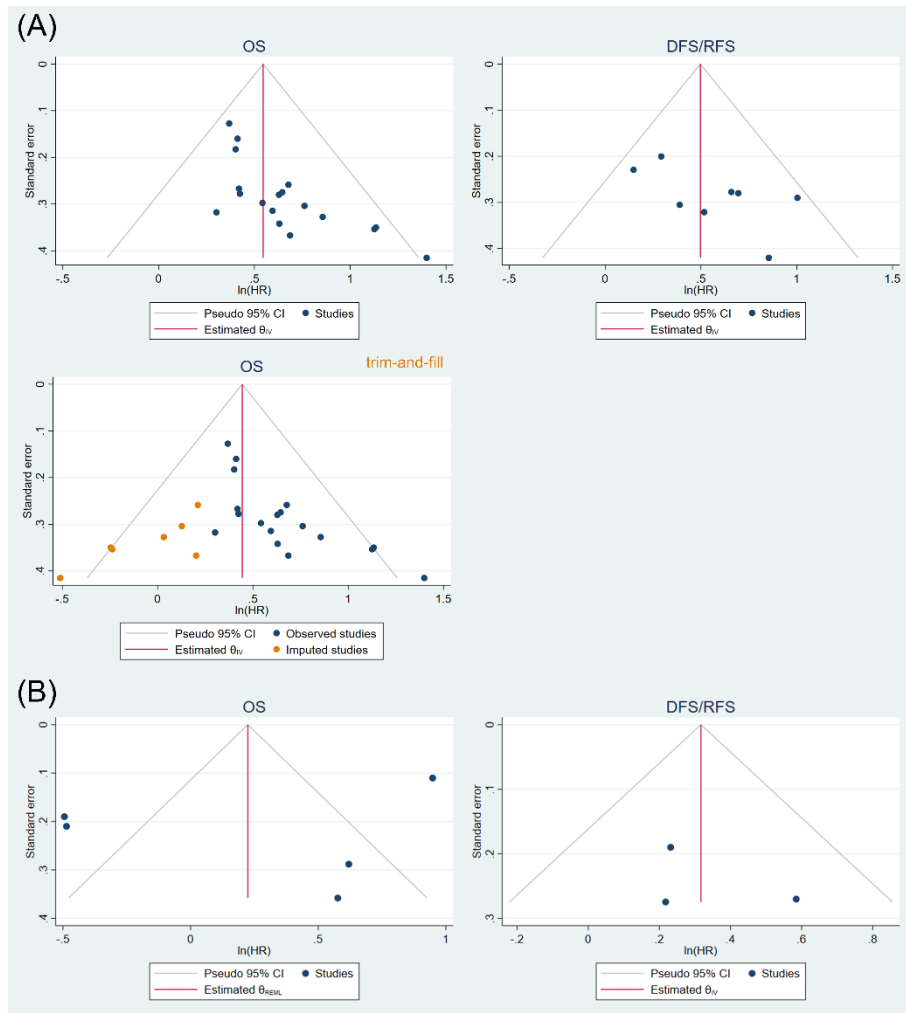 (A)
OS
0
.1
.2
.3
.4
Standard error
-.5
0
.5
1
1.5
ln(HR)
Pseudo 95% CI
Studies
Estimated θIV
DFS/RFS
0
.1
.2
.3
.4
Standard error
-.5
0
.5
1
1.5
ln(HR)
Pseudo 95% CI
Studies
Estimated θIV
OS
trim-and-fill
0
.1
.2
.3
.4
Standard error
-.5
0
.5
1
1.5
ln(HR)
Pseudo 95% CI
Observed studies
Estimated θIV
Imputed studies
(B)
OS
0
.1
.2
.3
.4
Standard error
-.5
0
.5
1
ln(HR)
Pseudo 95% CI
Studies
Estimated θREML
DFS/RFS
0
.1
.2
.3
Standard error
-.2
0
.2
.4
.6
.8
ln(HR)
Pseudo 95% CI
Studies
Estimated θIV